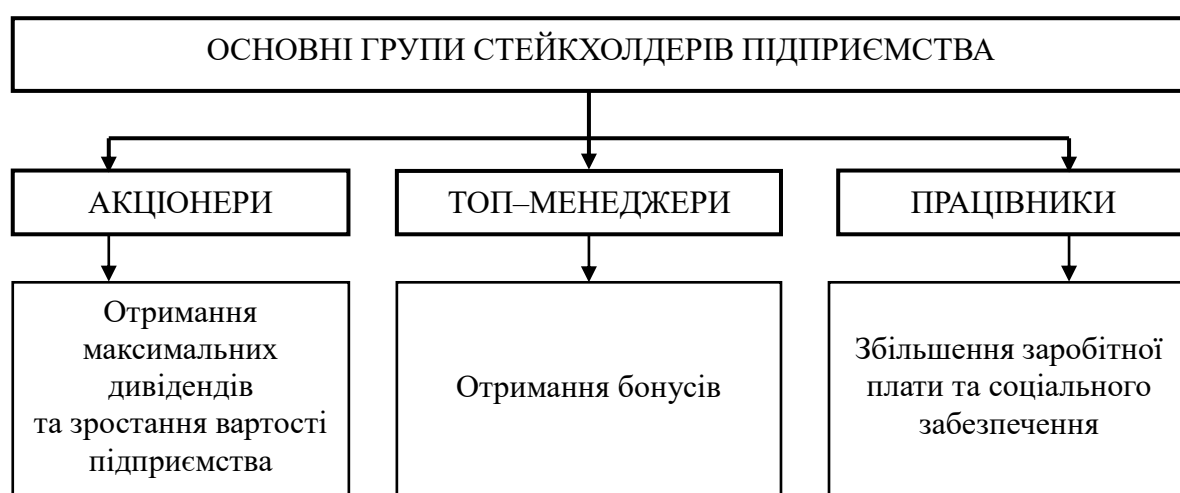 ОСНОВНІ ГРУПИ СТЕЙКХОЛДЕРІВ ПІДПРИЄМСТВА
АКЦІОНЕРИ
ТОП–МЕНЕДЖЕРИ
ПРАЦІВНИКИ
Отримання
максимальних
дивідендів
та зростання вартості
підприємства
Отримання бонусів
Збільшення заробітної
плати та соціального
забезпечення